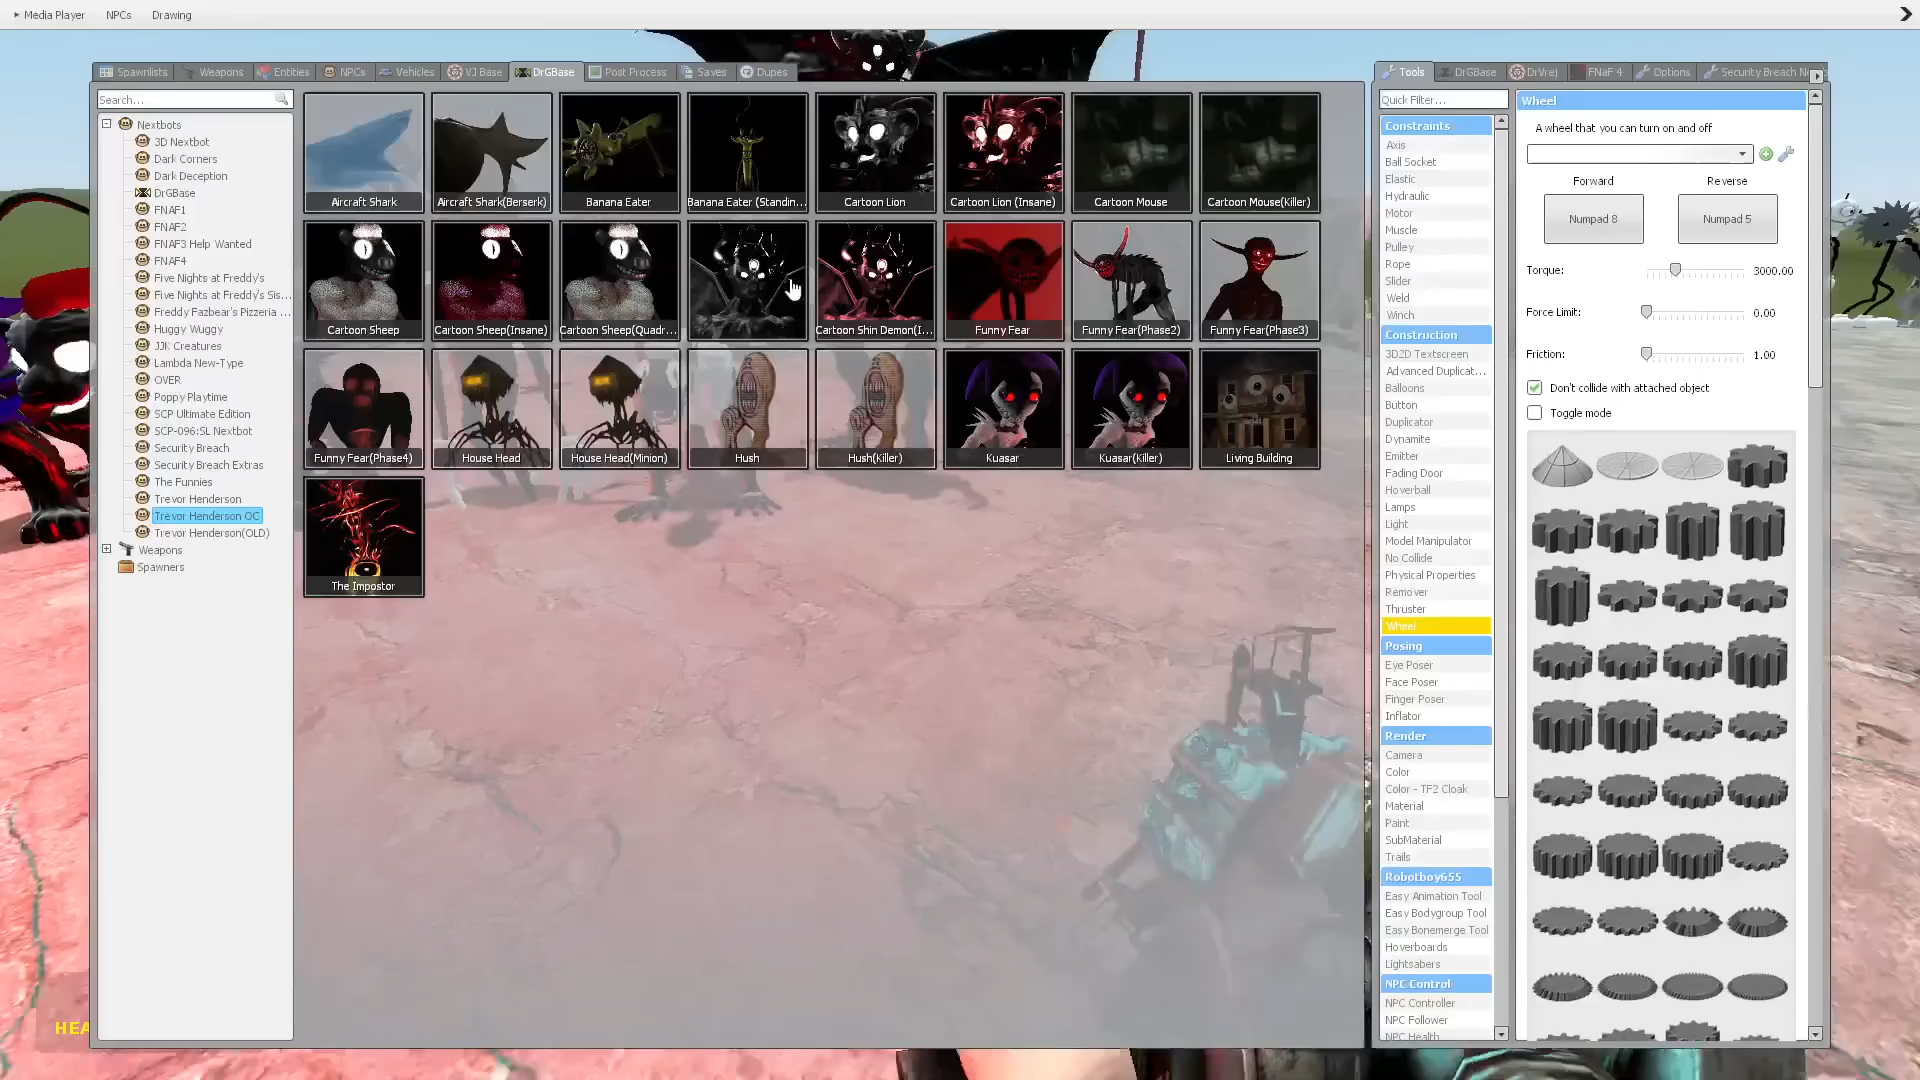 Media Player NPCs Drawing
Spawnlists Weapons Entities NPCs Vehicles VJ Base DrGBase Post Process Saves Dupes
Search...
Nextbots
3D Nextbot
Dark Corners
Dark Deception
DrGBase
FNAF1
FNAF2
FNAF3 Help Wanted
FNAF4
Five Nights at Freddy's
Five Nights at Freddy's Sis...
Freddy Fazbear's Pizzeria ...
Huggy Wuggy
JJK Creatures
Lambda New-Type
OVER
Poppy Playtime
SCP Ultimate Edition
SCP-096:SL Nextbot
Security Breach
Security Breach Extras
The Funnies
Trevor Henderson
Trevor Henderson OC
Trevor Henderson(OLD)
Weapons
Spawners
Aircraft Shark
Aircraft Shark(Berserk)
Banana Eater
Banana Eater (Standin...
Cartoon Lion
Cartoon Lion (Insane)
Cartoon Mouse
Cartoon Mouse(Killer)
Cartoon Sheep
Cartoon Sheep(Insane)
Cartoon Sheep(Quadr...
Cartoon Shin Demon(I...
Funny Fear
Funny Fear(Phase2)
Funny Fear(Phase3)
Funny Fear(Phase4)
House Head
House Head(Minion)
Hush
Hush(Killer)
Kuasar
Kuasar(Killer)
Living Building
The Impostor
HEA
Tools DrGBase DrVrej FNaF 4 Options Security Breach N
Quick Filter...
Constraints
Axis
Ball Socket
Elastic
Hydraulic
Motor
Muscle
Pulley
Rope
Slider
Weld
Winch
Construction
3D2D Textscreen
Advanced Duplicat...
Balloons
Button
Duplicator
Dynamite
Emitter
Fading Door
Hoverball
Lamps
Light
Model Manipulator
No Collide
Physical Properties
Remover
Thruster
Wheel
Posing
Eye Poser
Face Poser
Finger Poser
Inflator
Render
Camera
Color
Color - TF2 Cloak
Material
Paint
SubMaterial
Trails
Robotboy655
Easy Animation Tool
Easy Bodygroup Tool
Easy Bonemerge Tool
Hoverboards
Lightsabers
NPC Control
NPC Controller
NPC Follower
NPC Health
Wheel
A wheel that you can turn on and off
Forward Reverse
Numpad 8 Numpad 5
Torque: 3000.00
Force Limit: 0.00
Friction: 1.00
Don't collide with attached object
Toggle mode